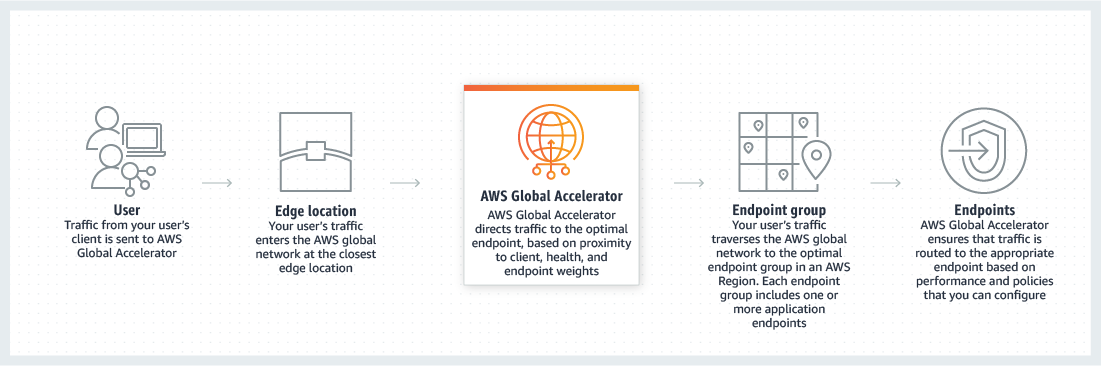 User
Traffic from your user's
client is sent to AWS
Global Accelerator
Edge location
Your user's traffic
enters the AWS global
network at the closest
edge location
AWS Global Accelerator
AWS Global Accelerator
directs traffic to the optimal
endpoint, based on proximity
to client, health, and
endpoint weights
Endpoint group
Your user's traffic
traverses the AWS global
network to the optimal
endpoint group in an AWS
Region. Each endpoint
group includes one or
more application
endpoints
Endpoints
AWS Global Accelerator
ensures that traffic is
routed to the appropriate
endpoint based on
performance and policies
that you can configure